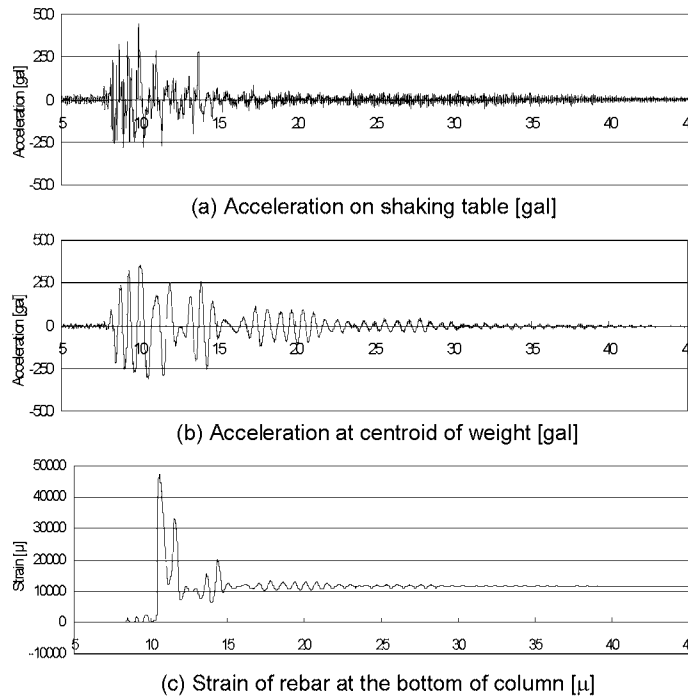 500
250
0
-250
-500
Acceleration [gal]
5 10 15 20 25 30 35 40 45
(a) Acceleration on shaking table [gal]
500
250
0
-250
-500
Acceleration [gal]
5 10 15 20 25 30 35 40 45
(b) Acceleration at centroid of weight [gal]
50000
40000
30000
20000
10000
0
-10000
Strain [μ]
5 10 15 20 25 30 35 40 45
(c) Strain of rebar at the bottom of column [μ]